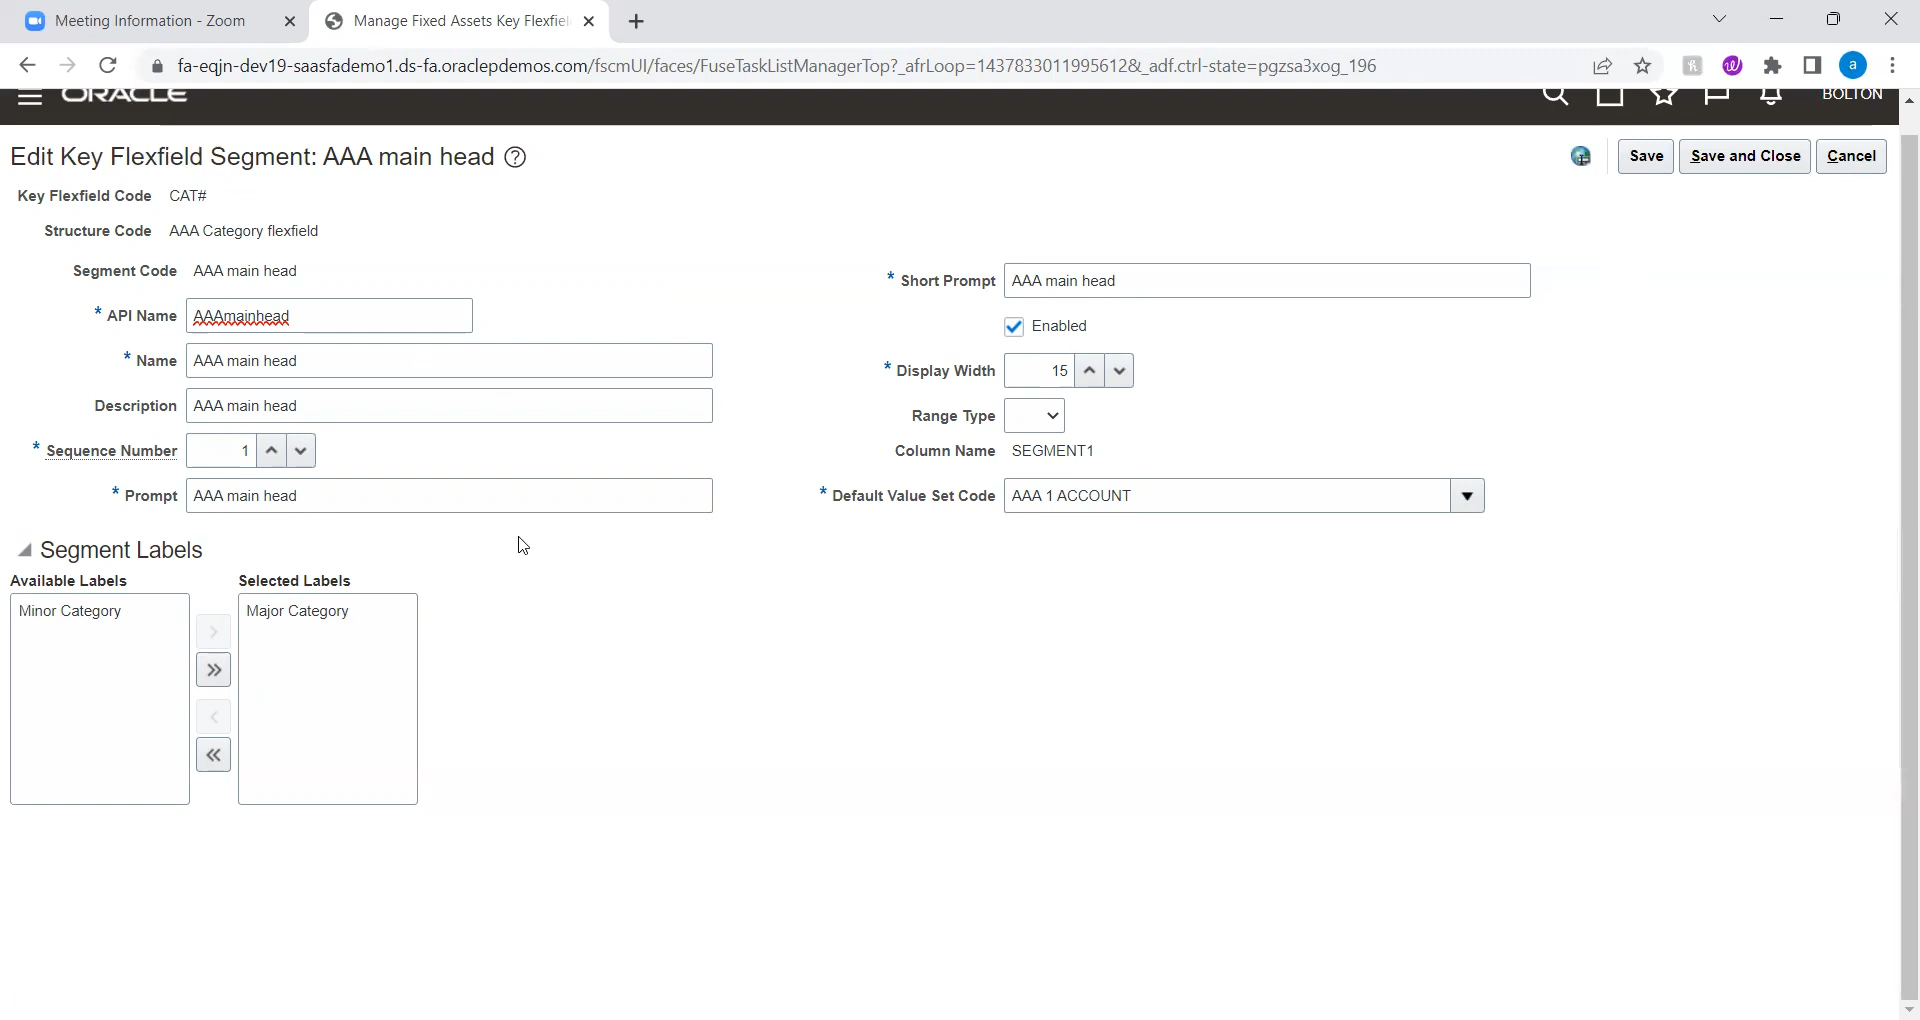 Meeting Information - Zoom
Manage Fixed Assets Key Flexfiel
fa-eqjn-dev19-saasfademo1.ds-fa.oraclepdemos.com/fscmUI/faces/FuseTaskListManagerTop?_afrLoop=14378330119956128&_adf.ctrl-state=pgzsa3xog_196
a
ORACLE
BOLTON
Edit Key Flexfield Segment: AAA main head ?
Save
Save and Close
Cancel
Key Flexfield Code CAT#
Structure Code AAA Category flexfield
Segment Code AAA main head
* API Name AAAmainhead
* Name AAA main head
Description AAA main head
* Sequence Number 1
* Prompt AAA main head
* Short Prompt AAA main head
Enabled
* Display Width 15
Range Type
Column Name SEGMENT1
* Default Value Set Code AAA 1 ACCOUNT
Segment Labels
Available Labels
Minor Category
Selected Labels
Major Category